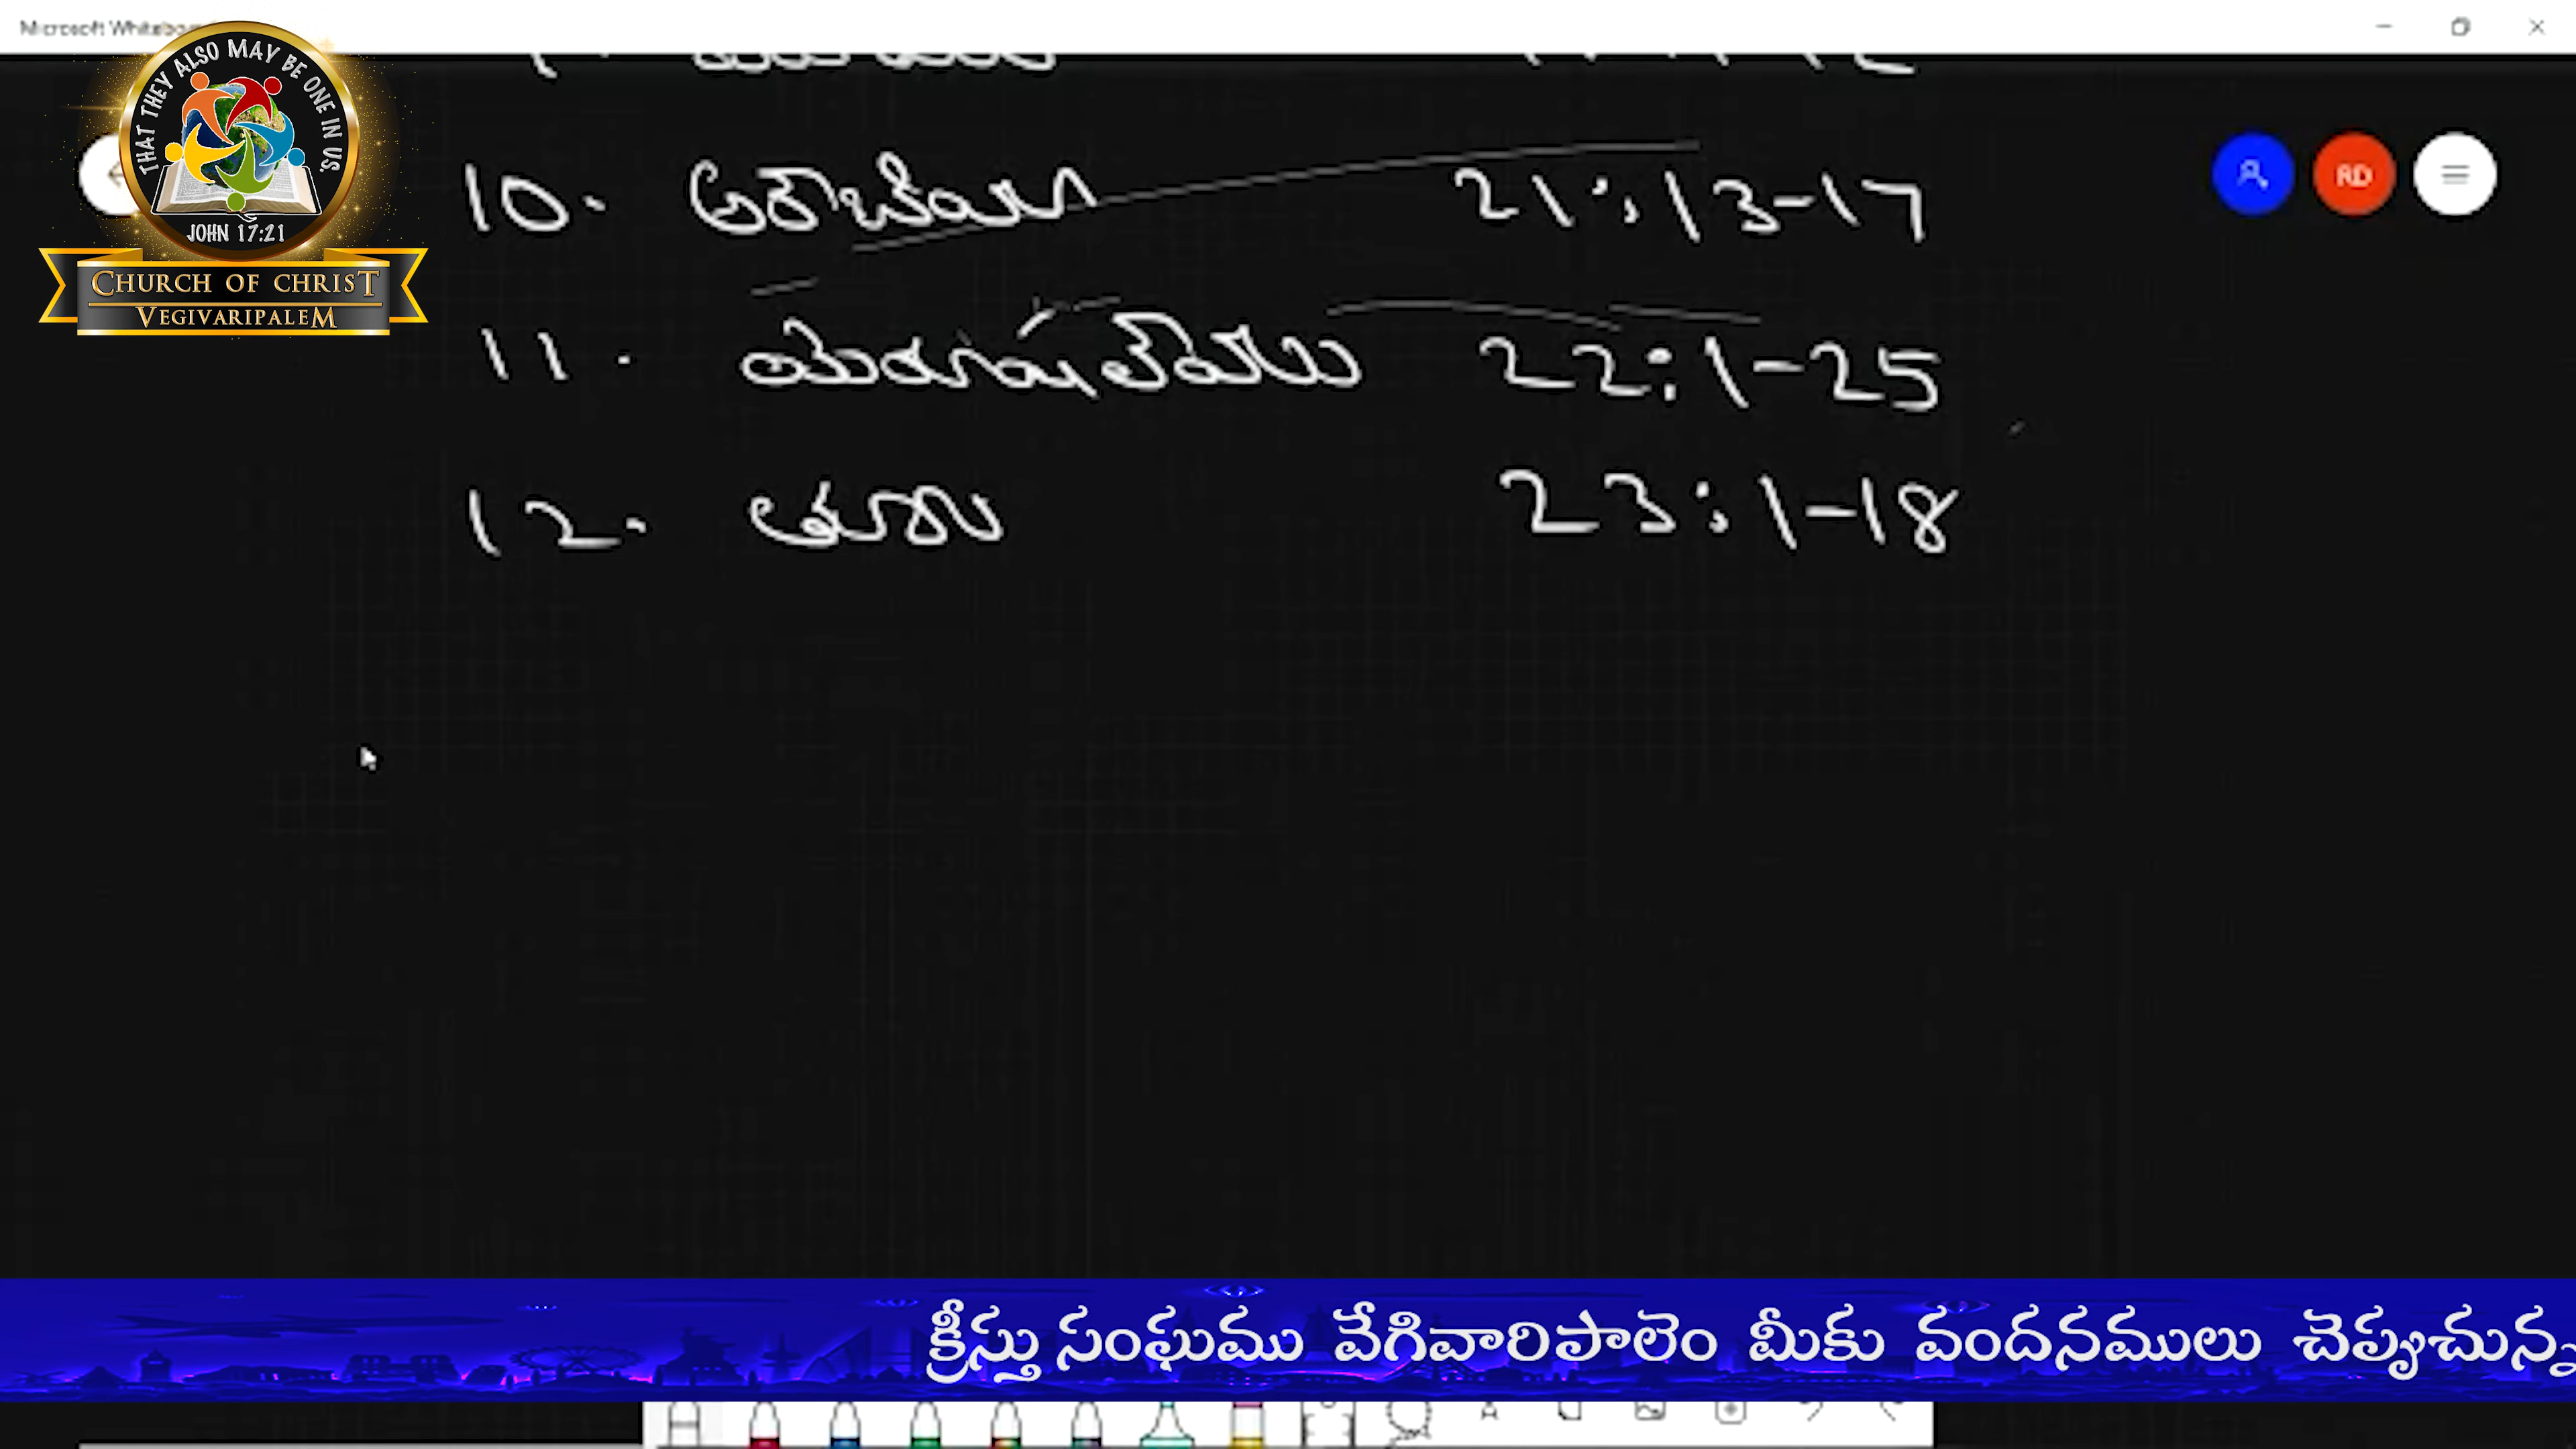 Microsoft Whiteboard
THAT THEY ALSO MAY BE ONE IN US.
JOHN 17:21
CHURCH OF CHRIST
VEGIVARIPALEM
RD
10. అరాబియా 21:13-17
11. యెరూషలేము 22:1-25
12. తూరు 23:1-18
క్రీస్తు సంఘము వేగివారిపాలెం మీకు వందనములు చెప్పుచున్న